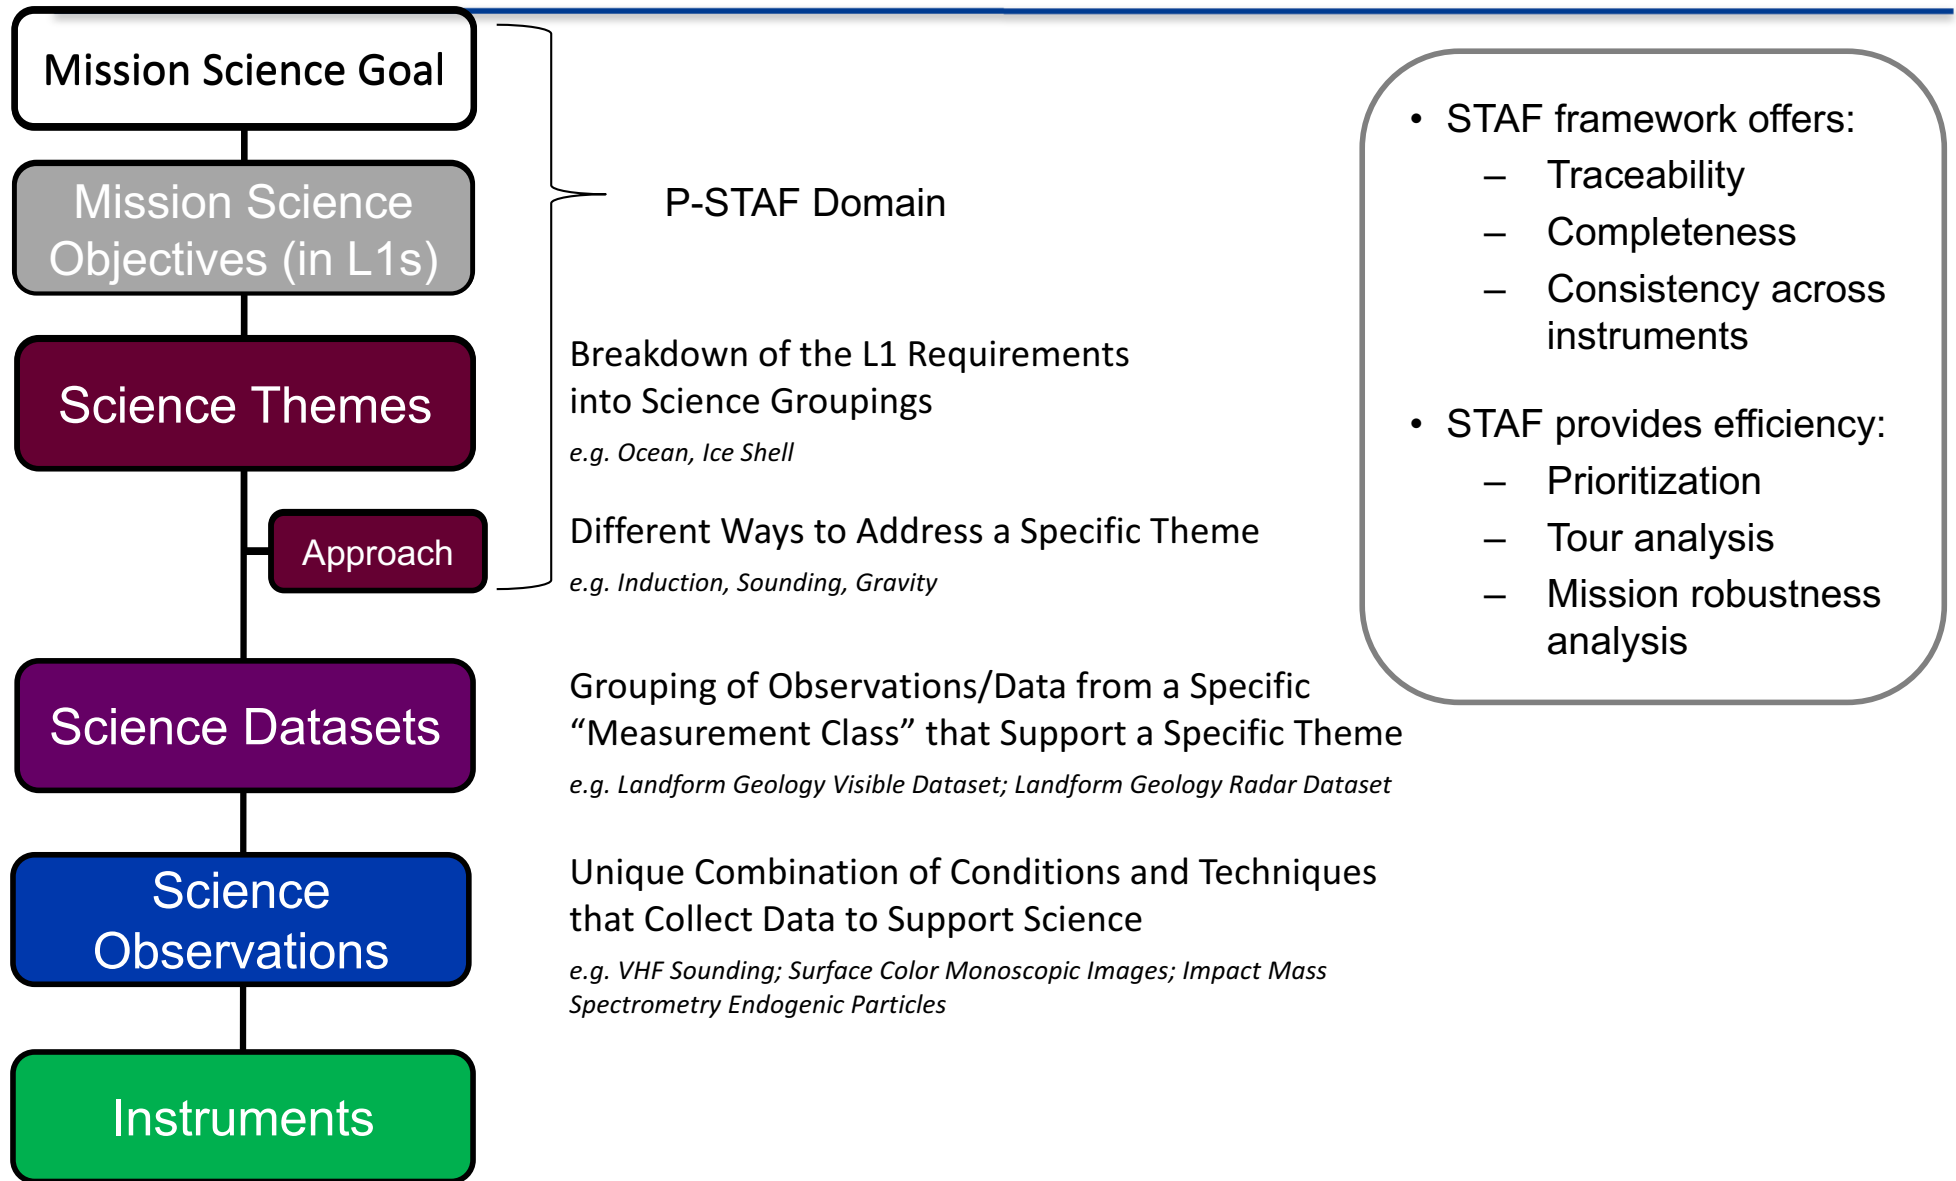 Mission Science Goal
Mission Science
Objectives (in L1s)
P-STAF Domain
Science Themes
Breakdown of the L1 Requirements
into Science Groupings
e.g. Ocean, Ice Shell
Approach
Different Ways to Address a Specific Theme
e.g. Induction, Sounding, Gravity
Science Datasets
Grouping of Observations/Data from a Specific
“Measurement Class” that Support a Specific Theme
e.g. Landform Geology Visible Dataset; Landform Geology Radar Dataset
Science
Observations
Unique Combination of Conditions and Techniques
that Collect Data to Support Science
e.g. VHF Sounding; Surface Color Monoscopic Images; Impact Mass
Spectrometry Endogenic Particles
Instruments
• STAF framework offers:
– Traceability
– Completeness
– Consistency across
instruments
• STAF provides efficiency:
– Prioritization
– Tour analysis
– Mission robustness
analysis